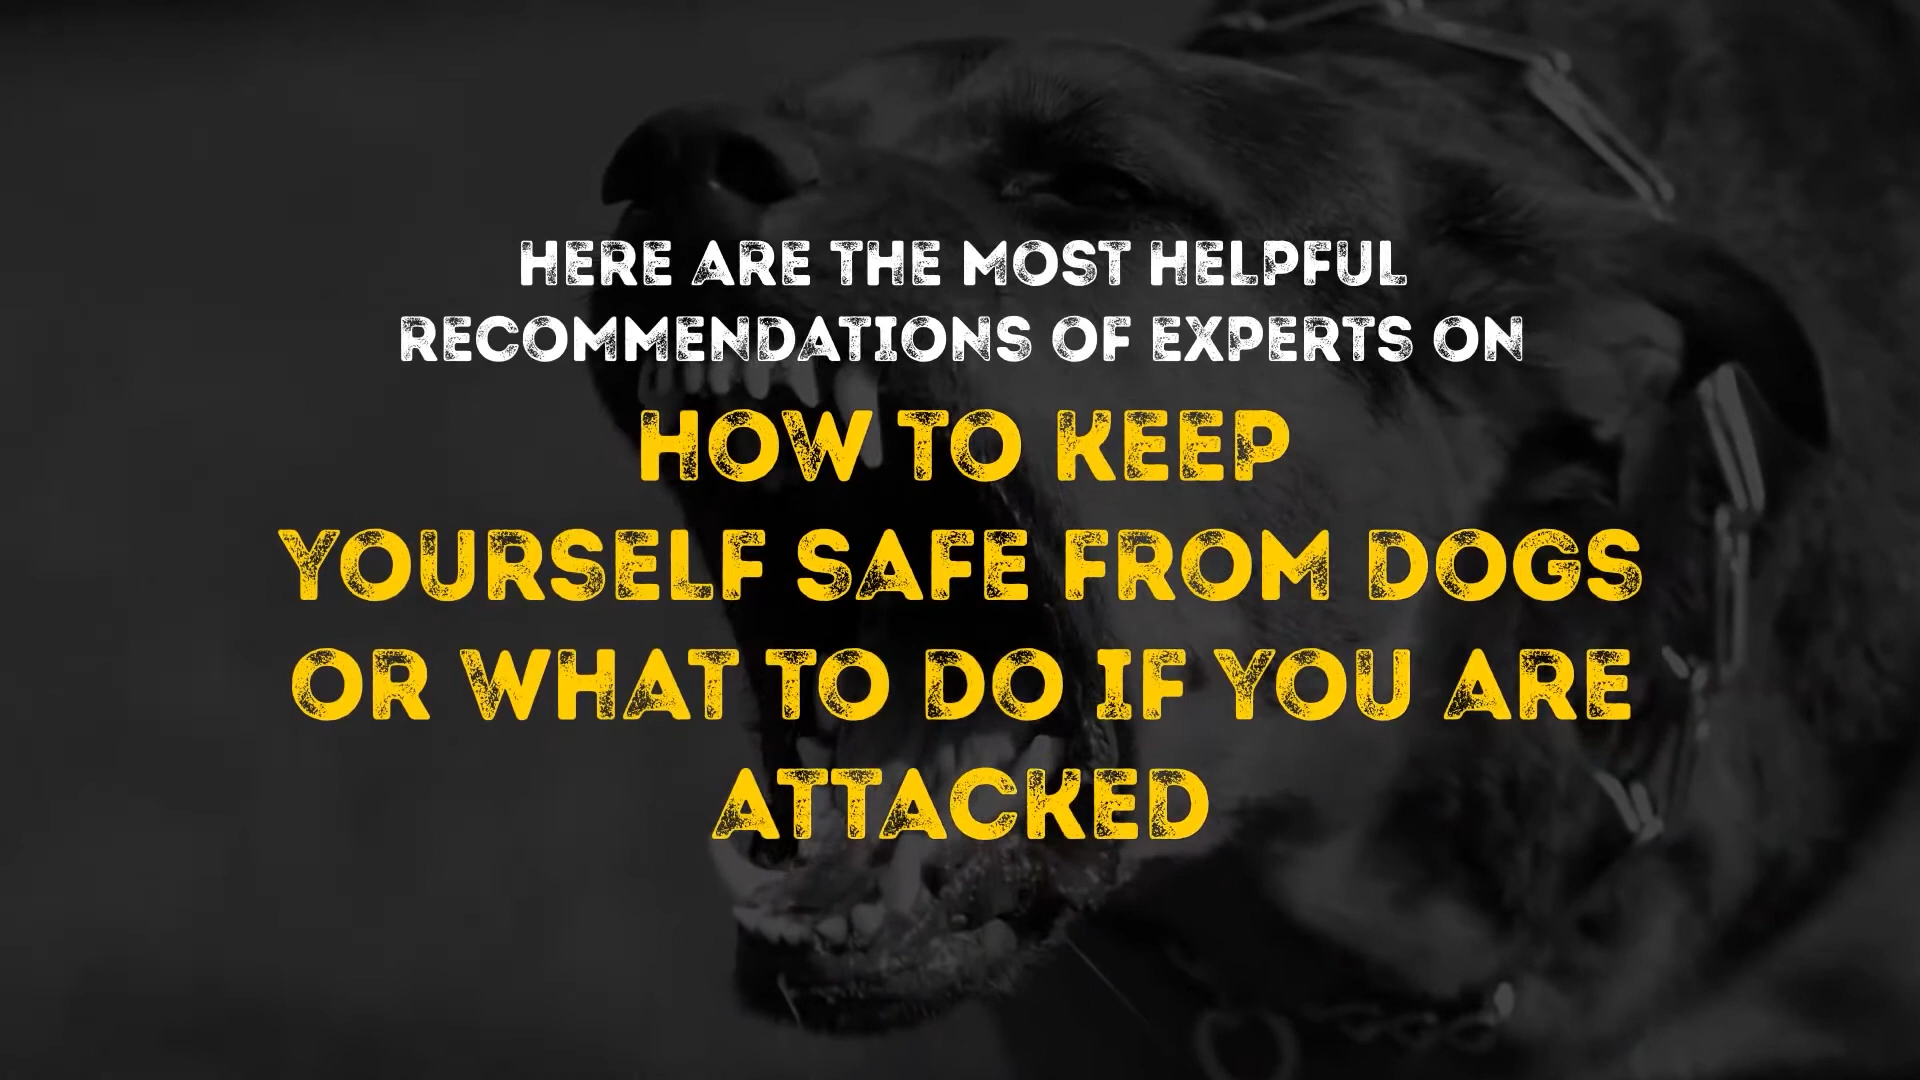 HERE ARE THE MOST HELPFUL
RECOMMENDATIONS OF EXPERTS ON
HOW TO KEEP
YOURSELF SAFE FROM DOGS
OR WHAT TO DO IF YOU ARE
ATTACKED